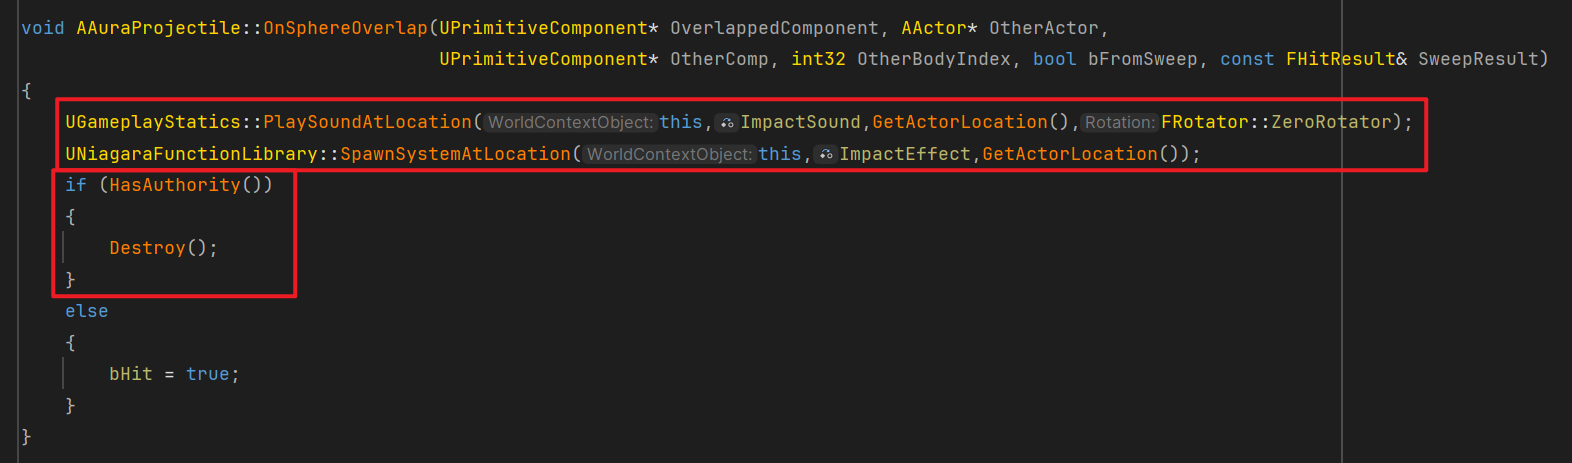 void AAuraProjectile::OnSphereOverlap(UPrimitiveComponent* OverlappedComponent, AActor* OtherActor,
UPrimitiveComponent* OtherComp, int32 OtherBodyIndex, bool bFromSweep, const FHitResult& SweepResult)
{
UGameplayStatics::PlaySoundAtLocation(WorldContextObject:this,ImpactSound,GetActorLocation(),Rotation:FRotator::ZeroRotator);
UNiagaraFunctionLibrary::SpawnSystemAtLocation(WorldContextObject:this,ImpactEffect,GetActorLocation());
if (HasAuthority())
{
Destroy();
}
else
{
bHit = true;
}
}